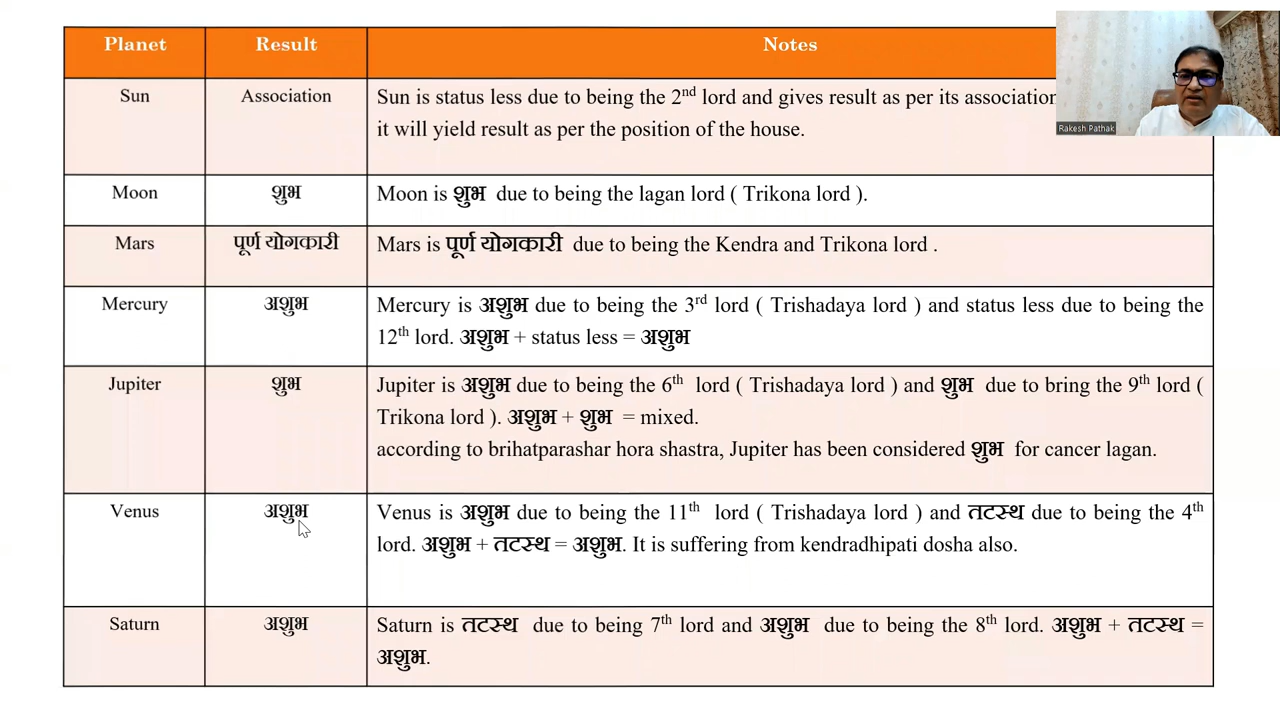 Planet Result Notes
Sun Association Sun is status less due to being the 2nd lord and gives result as per its association
it will yield result as per the position of the house.
Rakesh Pathak
Moon शुभ Moon is शुभ due to being the lagan lord ( Trikona lord ).
Mars पूर्ण योगकारी Mars is पूर्ण योगकारी due to being the Kendra and Trikona lord .
Mercury अशुभ Mercury is अशुभ due to being the 3rd lord ( Trishadaya lord ) and status less due to being the
12th lord. अशुभ + status less = अशुभ
Jupiter शुभ Jupiter is अशुभ due to being the 6th lord ( Trishadaya lord ) and शुभ due to bring the 9th lord (
Trikona lord ). अशुभ + शुभ = mixed.
according to brihatparashar hora shastra, Jupiter has been considered शुभ for cancer lagan.
Venus अशुभ Venus is अशुभ due to being the 11th lord ( Trishadaya lord ) and तटस्थ due to being the 4th
lord. अशुभ + तटस्थ = अशुभ. It is suffering from kendradhipati dosha also.
Saturn अशुभ Saturn is तटस्थ due to being 7th lord and अशुभ due to being the 8th lord. अशुभ + तटस्थ =
अशुभ.